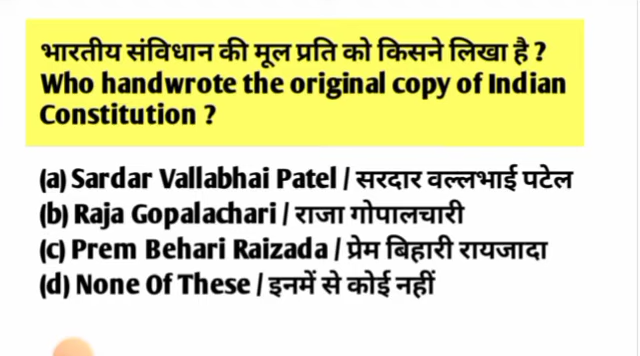 भारतीय संविधान की मूल प्रति को किसने लिखा है ?
Who handwrote the original copy of Indian
Constitution ?
(a) Sardar Vallabhai Patel / सरदार वल्लभाई पटेल
(b) Raja Gopalachari / राजा गोपालचारी
(c) Prem Behari Raizada / प्रेम बिहारी रायजादा
(d) None Of These / इनमें से कोई नहीं